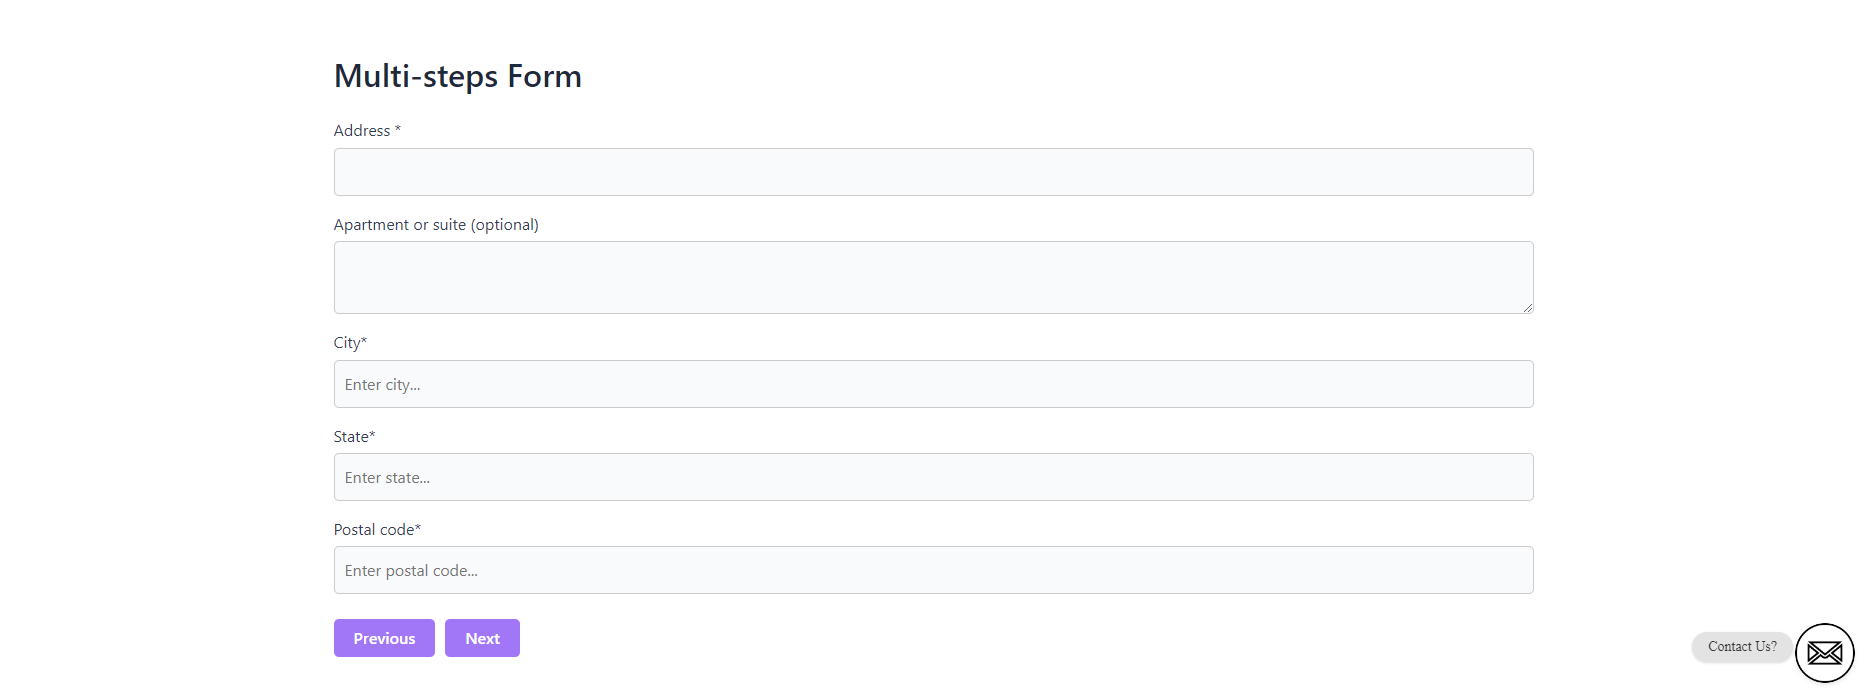 Multi-steps Form
Address *
Apartment or suite (optional)
City*
Enter city...
State*
Enter state...
Postal code*
Enter postal code...
Previous Next
Contact Us?